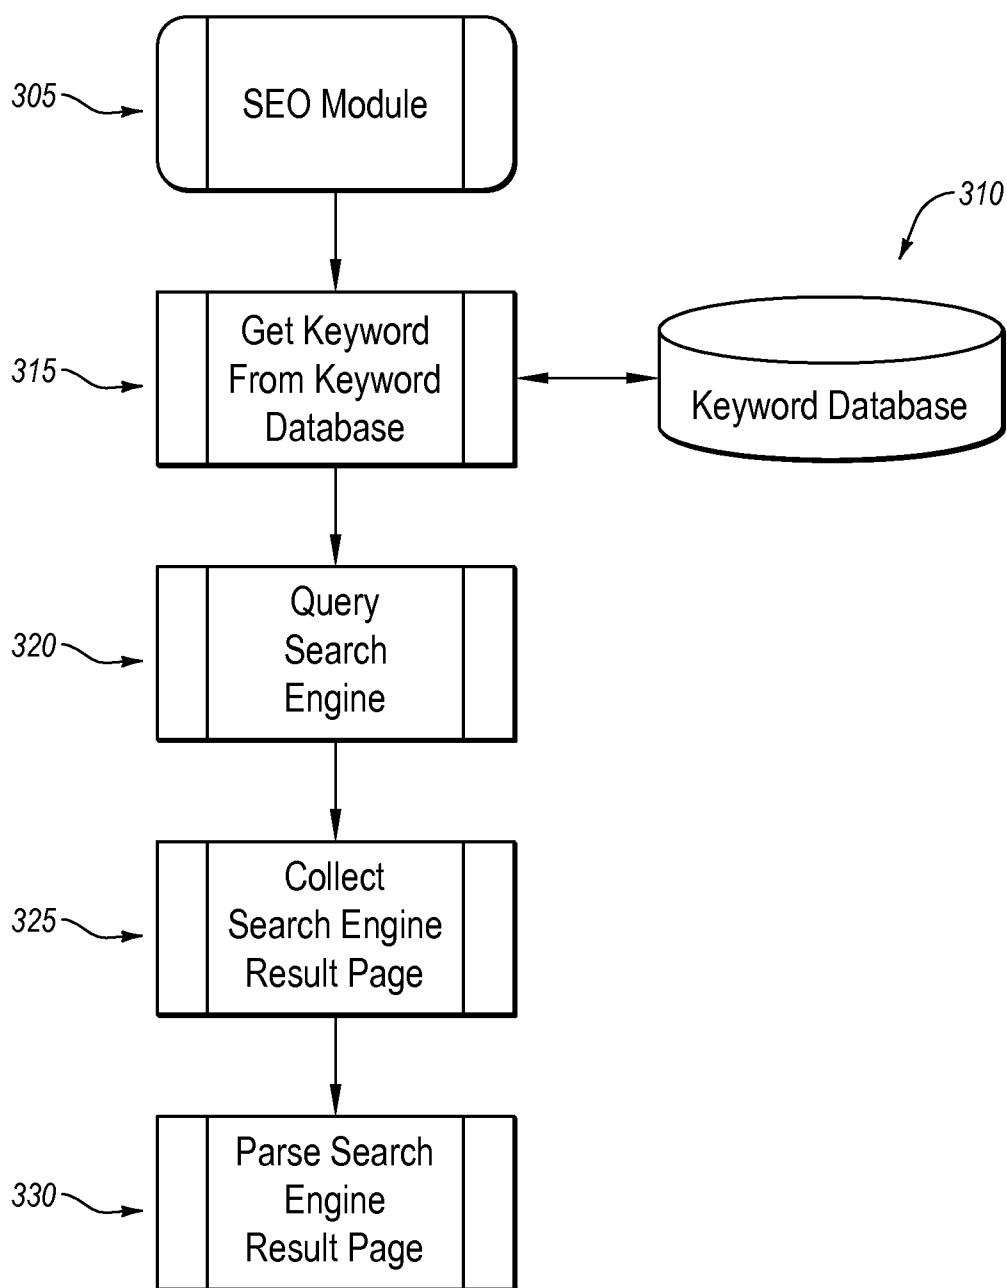 305
SEO Module
310
315
Get Keyword
From Keyword
Database
Keyword Database
320
Query
Search
Engine
325
Collect
Search Engine
Result Page
330
Parse Search
Engine
Result Page